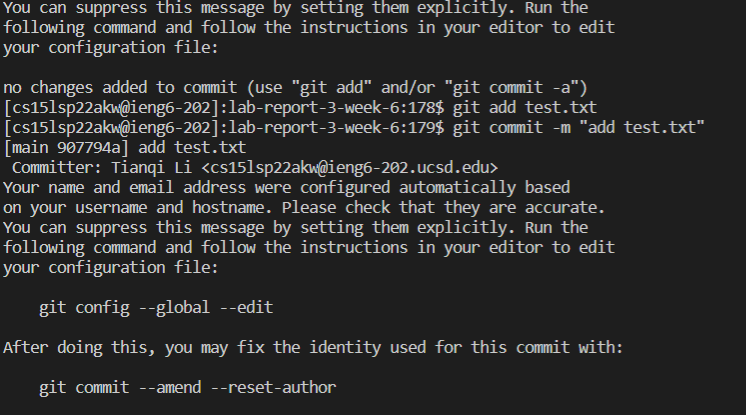 You can suppress this message by setting them explicitly. Run the
following command and follow the instructions in your editor to edit
your configuration file:
no changes added to commit (use "git add" and/or "git commit -a")
[cs15lsp22akw@ieng6-202]:lab-report-3-week-6:178$ git add test.txt
[cs15lsp22akw@ieng6-202]:lab-report-3-week-6:179$ git commit -m "add test.txt"
[main 907794a] add test.txt
 Committer: Tianqi Li <cs15lsp22akw@ieng6-202.ucsd.edu>
Your name and email address were configured automatically based
on your username and hostname. Please check that they are accurate.
You can suppress this message by setting them explicitly. Run the
following command and follow the instructions in your editor to edit
your configuration file:
    git config --global --edit
After doing this, you may fix the identity used for this commit with:
    git commit --amend --reset-author